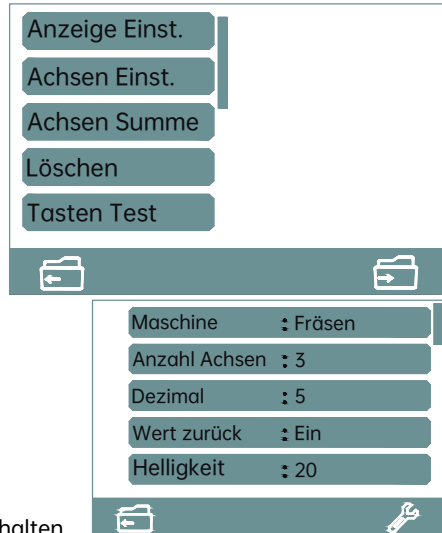 Anzeige Einst.
Achsen Einst.
Achsen Summe
Löschen
Tasten Test
Maschine : Fräsen
Anzahl Achsen : 3
Dezimal : 5
Wert zurück : Ein
Helligkeit : 20
halten